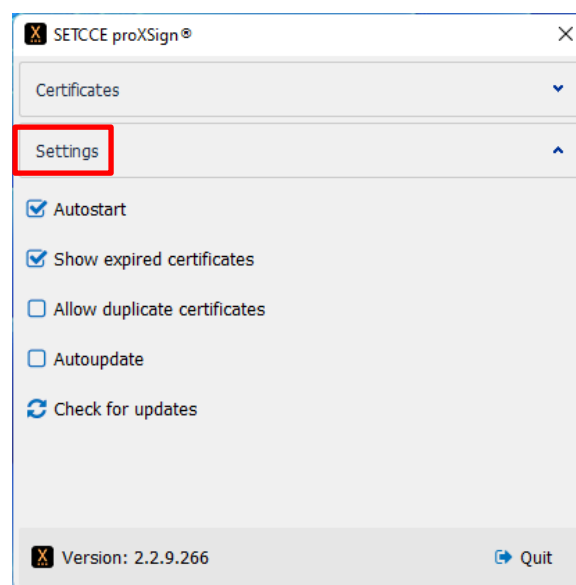 SETCCE proXSign®
Certificates
Settings
Autostart
Show expired certificates
Allow duplicate certificates
Autoupdate
Check for updates
Version: 2.2.9.266 Quit